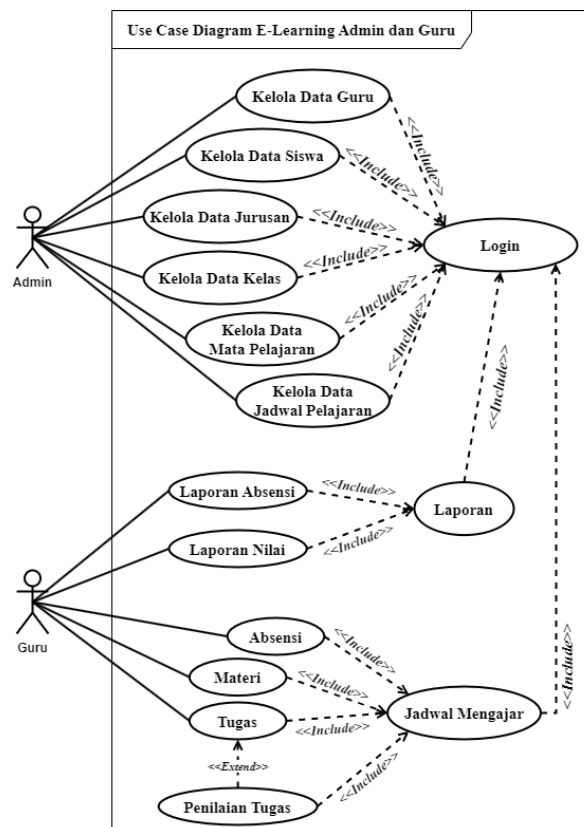 Use Case Diagram E-Learning Admin dan Guru
Kelola Data Guru
<<Include>>
Kelola Data Siswa
<<Include>>
Kelola Data Jurusan
<<Include>>
Login
Admin
Kelola Data Kelas
<<Include>>
Kelola Data
Mata Pelajaran
<<Include>>
<<Include>>
Kelola Data
Jadwal Pelajaran
<<Include>>
Laporan Absensi
<<Include>>
Laporan
Laporan Nilai
<<Include>>
Guru
Absensi
<<Include>>
<<Include>>
Materi
<<Include>>
Tugas
<<Include>>
Jadwal Mengajar
<<Extend>>
Penilaian Tugas
<<Include>>